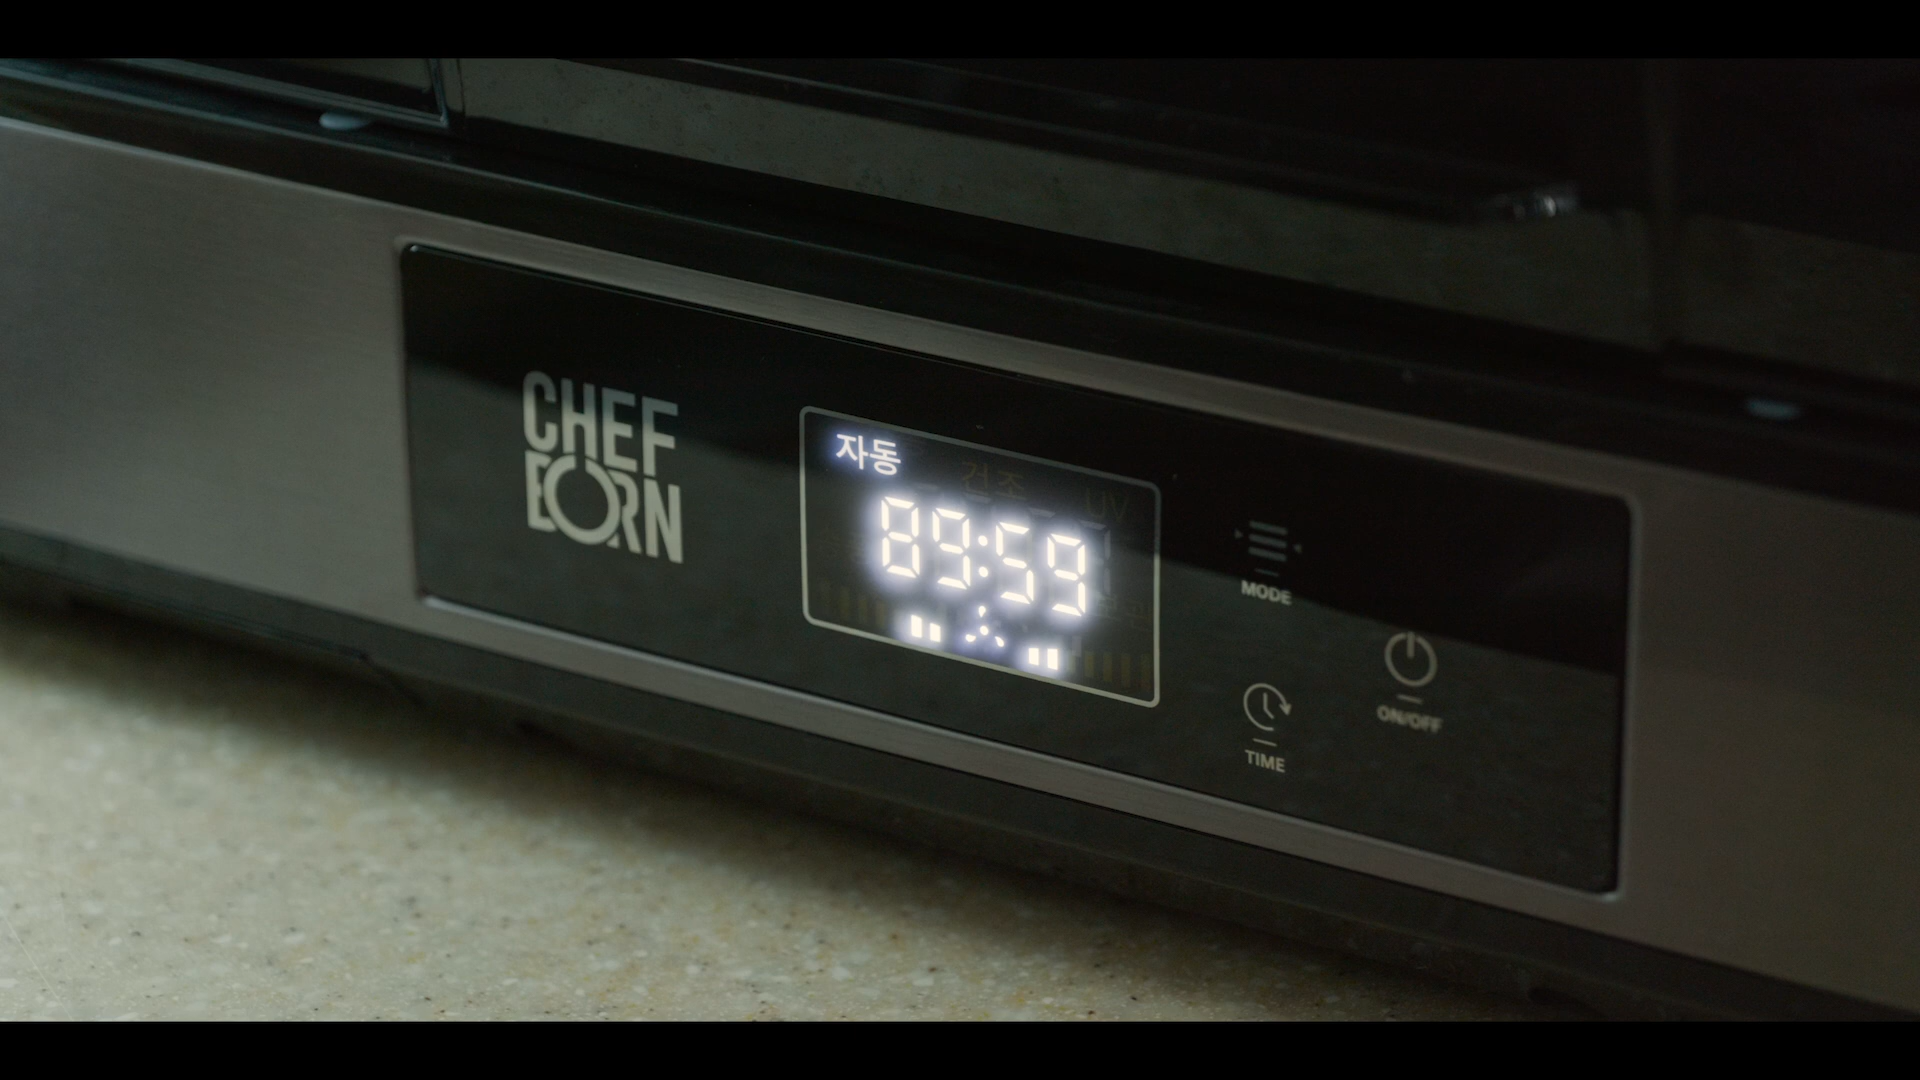 CHEF
BORN
자동
건조
UV
89:59
MODE
TIME
ON/OFF